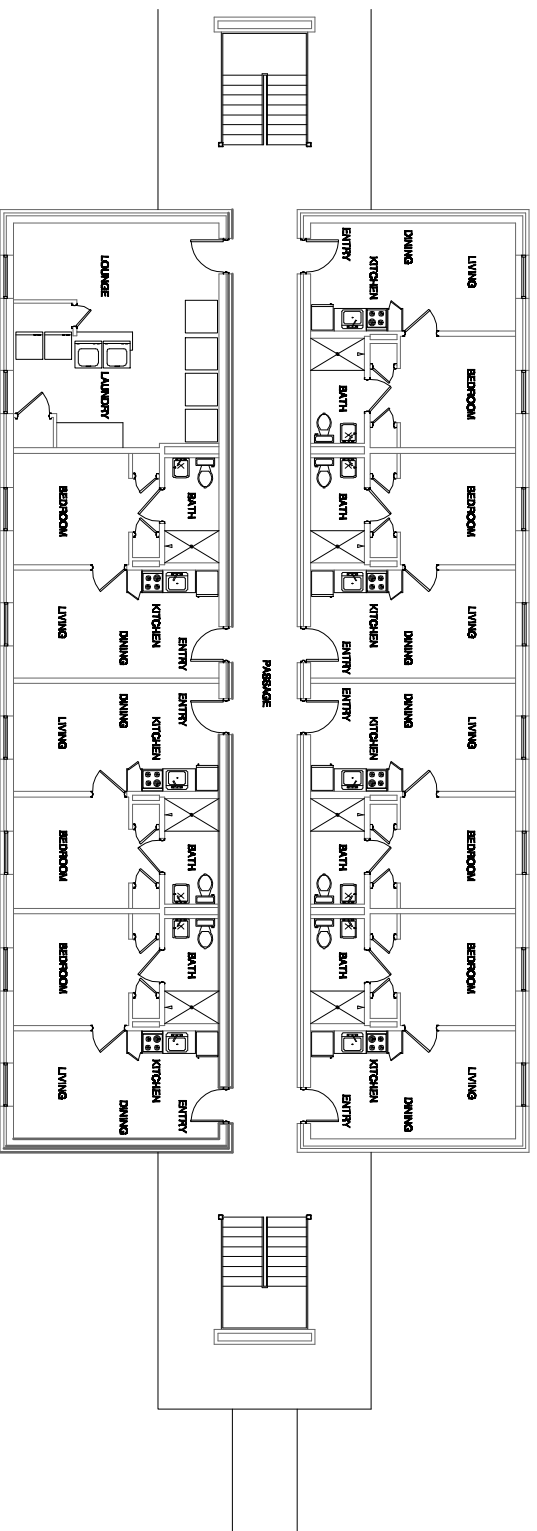 LIVING
BEDROOM
BEDROOM
LIVING
LIVING
BEDROOM
BEDROOM
LIVING
DINING
DINING
DINING
DINING
KITCHEN
KITCHEN
KITCHEN
KITCHEN
ENTRY
BATH
BATH
ENTRY
ENTRY
BATH
BATH
ENTRY
PASSAGE
BATH
ENTRY
ENTRY
BATH
BATH
ENTRY
KITCHEN
KITCHEN
KITCHEN
DINING
DINING
DINING
LOUNGE
LAUNDRY
BEDROOM
LIVING
LIVING
BEDROOM
BEDROOM
LIVING